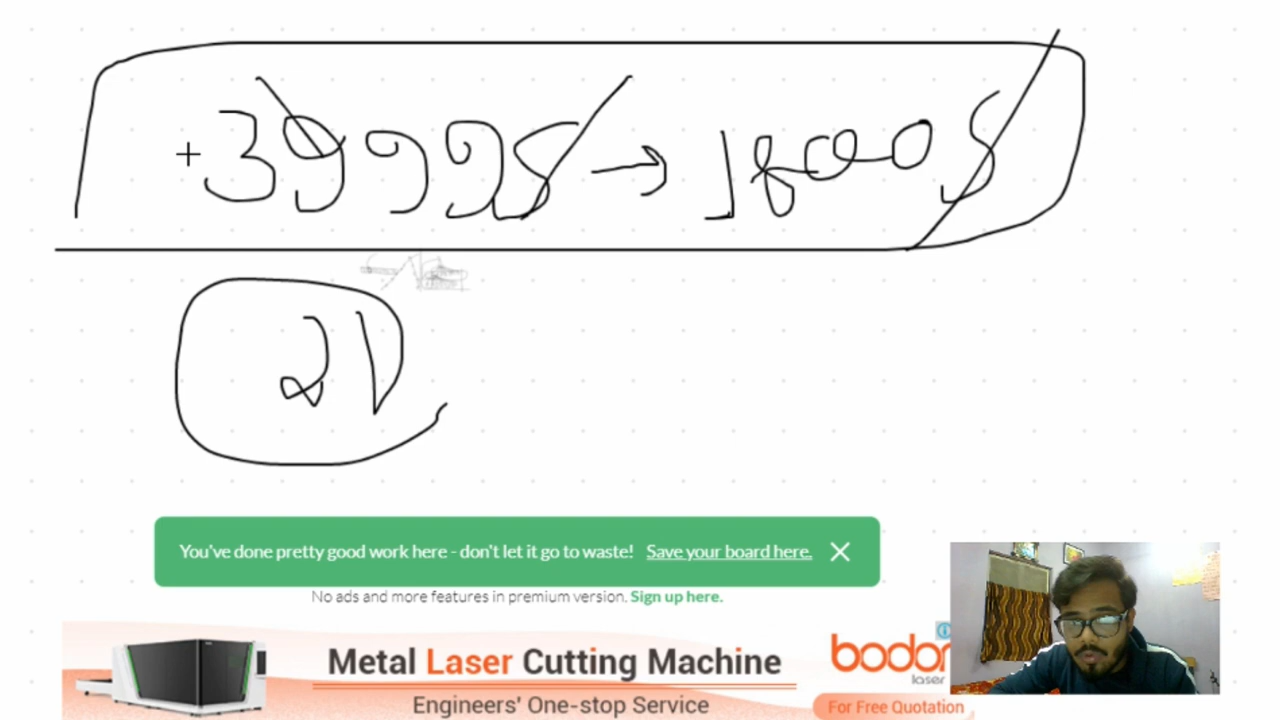 +39995 → 18005
21
You've done pretty good work here - don't let it go to waste! Save your board here.
No ads and more features in premium version. Sign up here.
Metal Laser Cutting Machine
Engineers' One-stop Service
bodor
laser
For Free Quotation